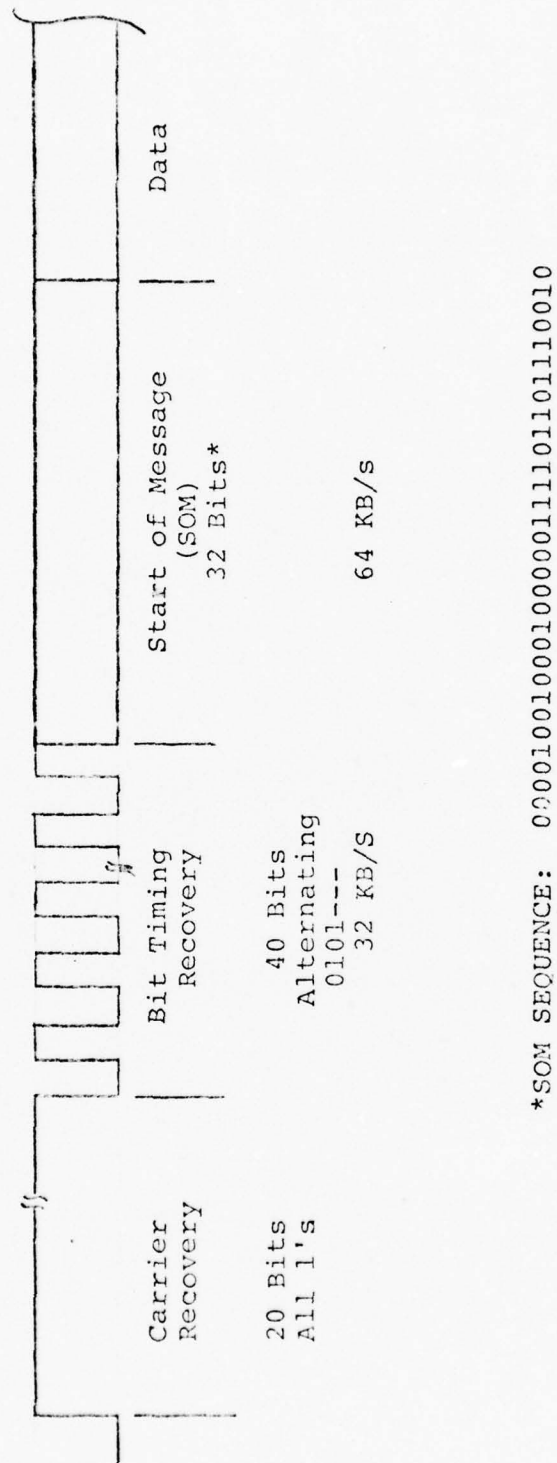 Carrier
Recovery
20 Bits
All 1's
Bit Timing
Recovery
40 Bits
Alternating
0101---
32 KB/S
Start of Message
(SOM)
32 Bits*
64 KB/s
Data
*SOM SEQUENCE: 00001001000100000111101101110010